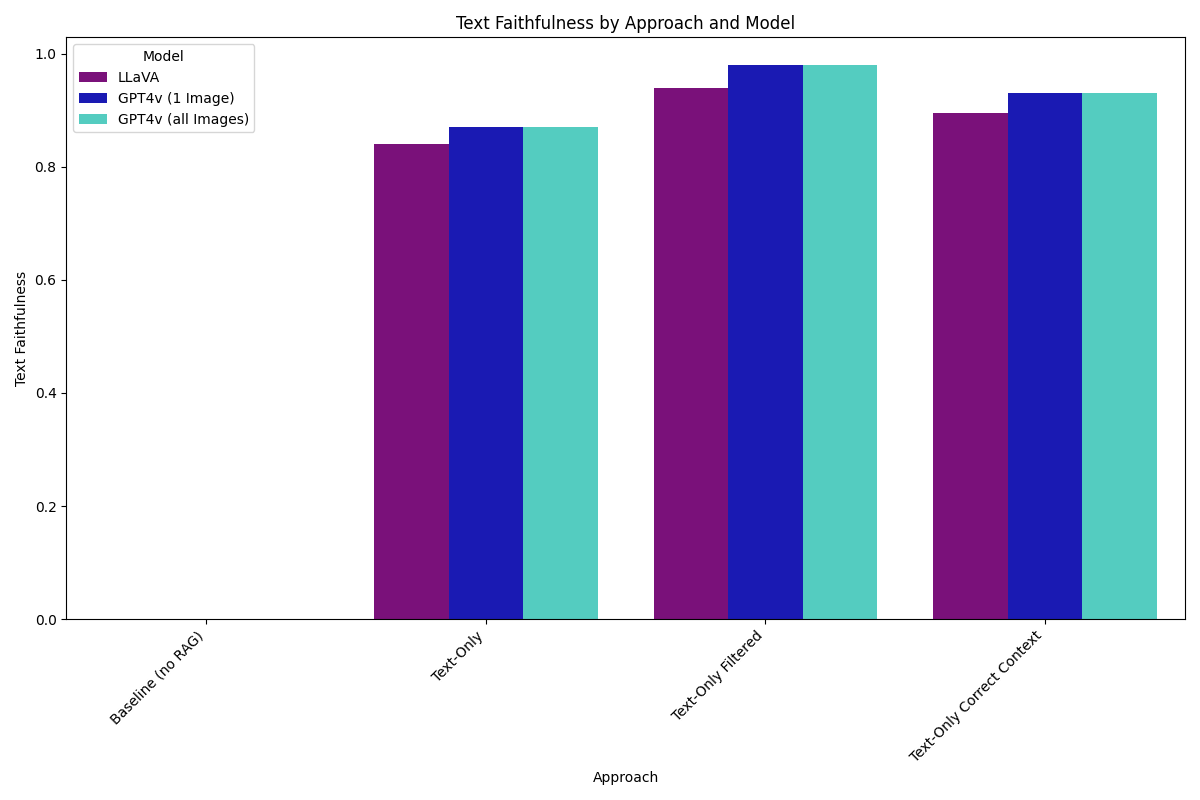 Text Faithfulness by Approach and Model
Model
LLaVA
GPT4v (1 Image)
GPT4v (all Images)
Text Faithfulness
1.0
0.8
0.6
0.4
0.2
0.0
Baseline (no RAG)
Text-Only
Text-Only Filtered
Text-Only Correct Context
Approach